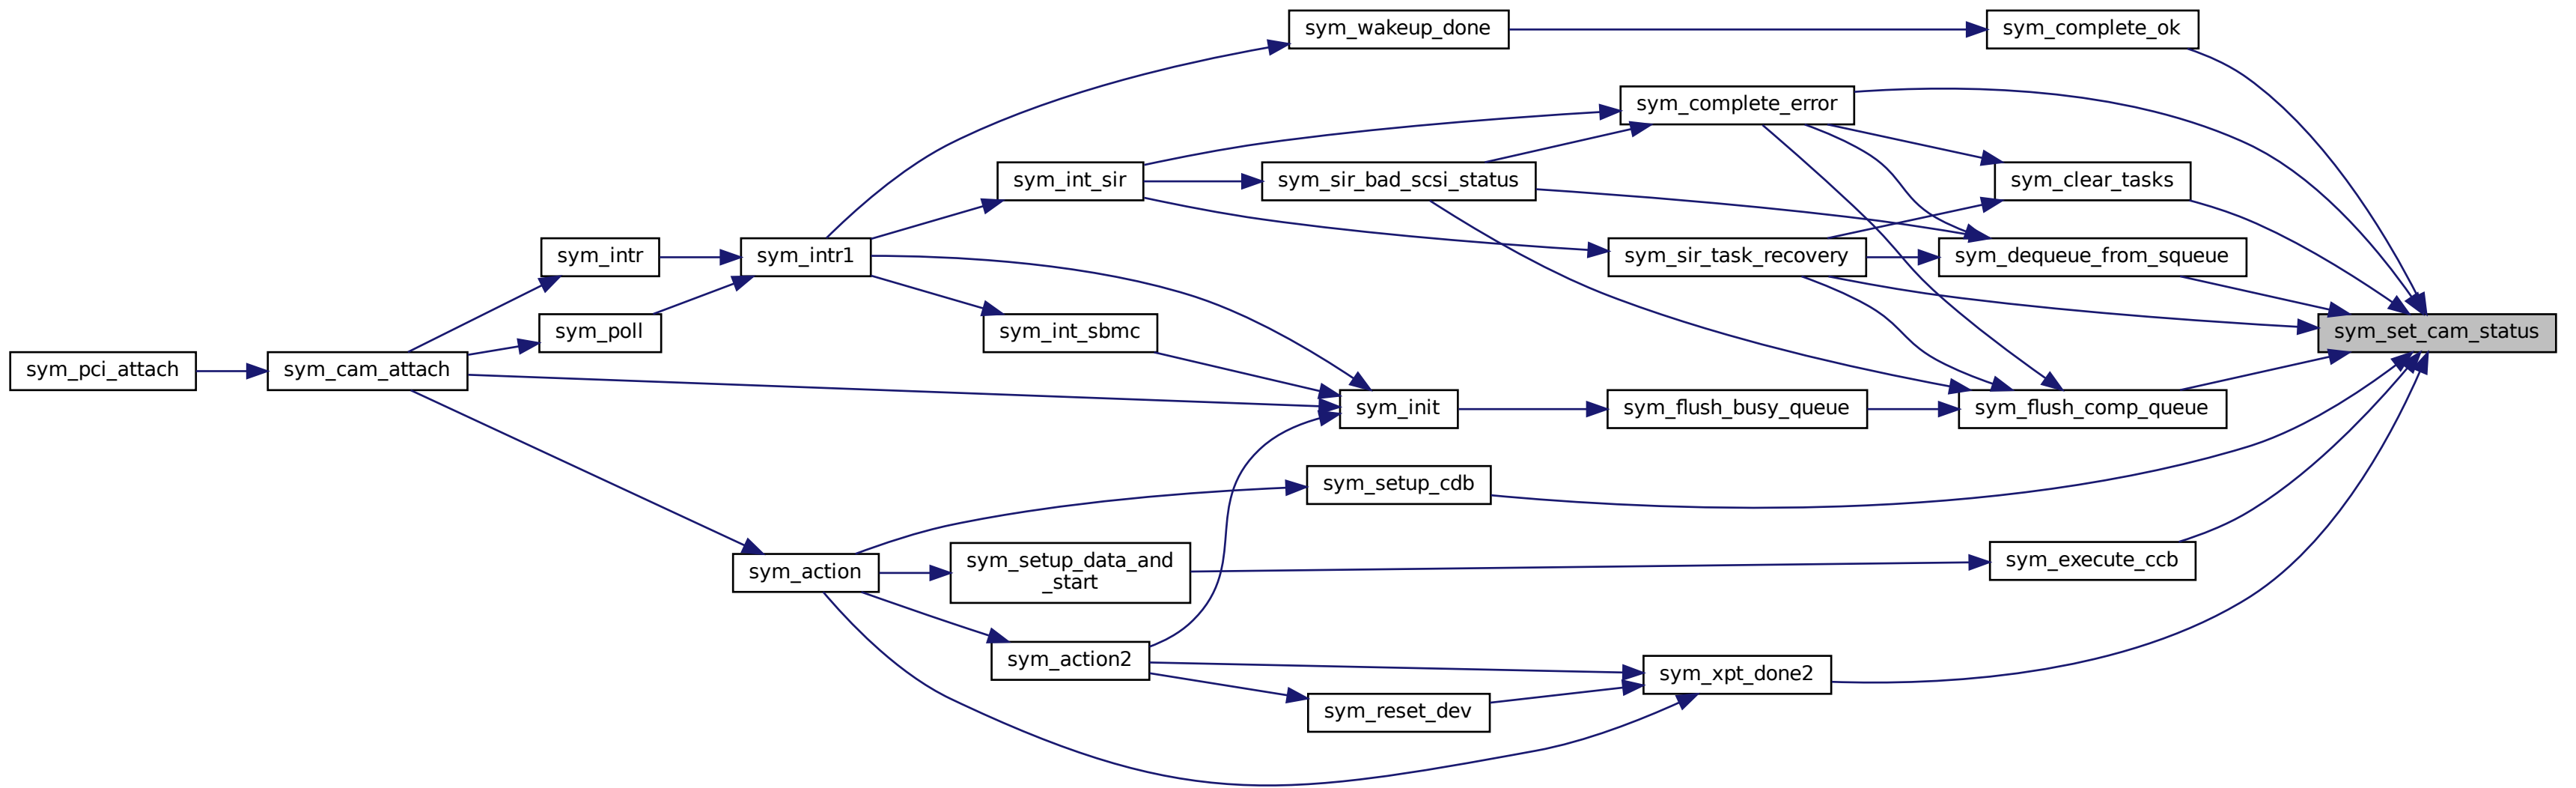 sym_wakeup_done
sym_complete_ok
sym_complete_error
sym_int_sir
sym_sir_bad_scsi_status
sym_clear_tasks
sym_intr
sym_intr1
sym_sir_task_recovery
sym_dequeue_from_squeue
sym_poll
sym_int_sbmc
sym_set_cam_status
sym_pci_attach
sym_cam_attach
sym_init
sym_flush_busy_queue
sym_flush_comp_queue
sym_setup_cdb
sym_action
sym_setup_data_and
_start
sym_execute_ccb
sym_action2
sym_xpt_done2
sym_reset_dev